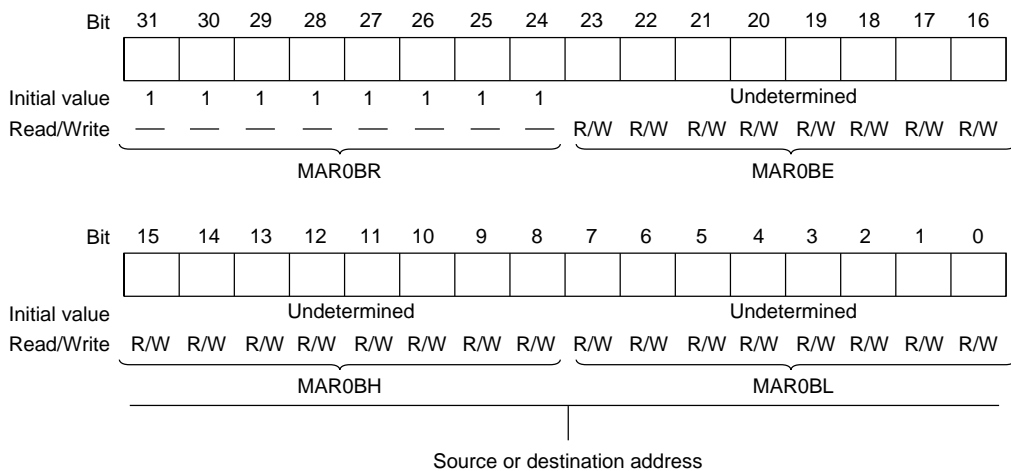 Bit 31 30 29 28 27 26 25 24 23 22 21 20 19 18 17 16
Initial value 1 1 1 1 1 1 1 1 Undetermined
Read/Write — — — — — — — — R/W R/W R/W R/W R/W R/W R/W R/W
MAR0BR MAR0BE
Bit 15 14 13 12 11 10 9 8 7 6 5 4 3 2 1 0
Initial value Undetermined Undetermined
Read/Write R/W R/W R/W R/W R/W R/W R/W R/W R/W R/W R/W R/W R/W R/W R/W R/W
MAR0BH MAR0BL
Source or destination address